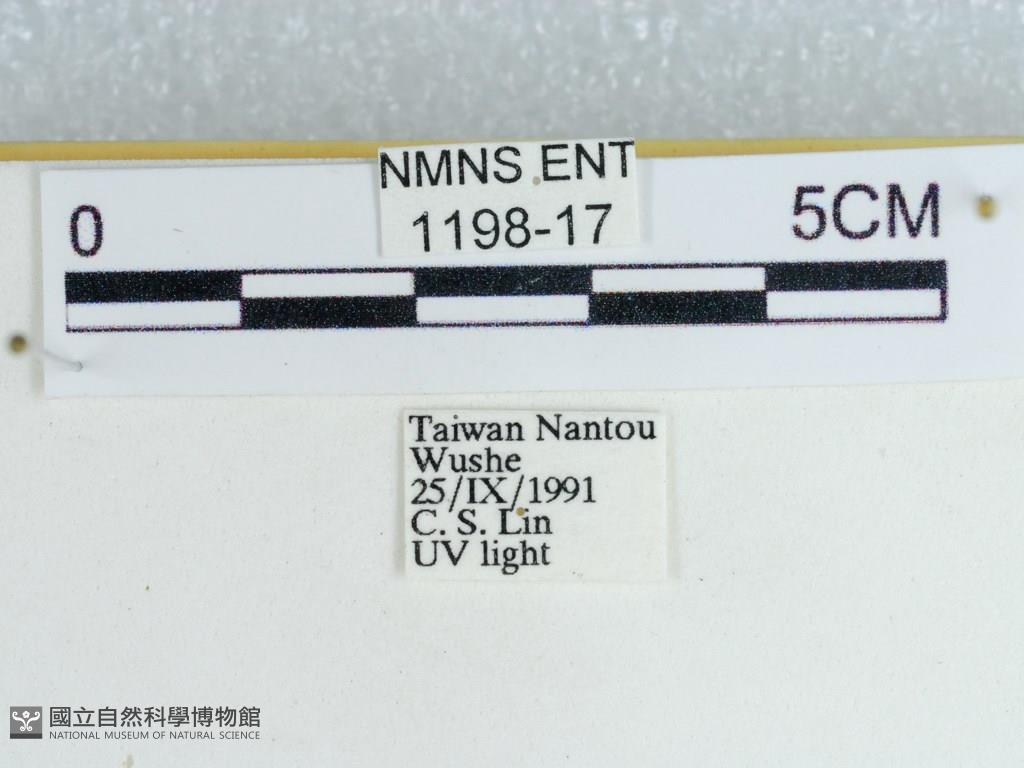 NMNS ENT
1198-17
0
5CM
Taiwan Nantou
Wushe
25/IX/1991
C. S. Lin
UV light
國立自然科學博物館
NATIONAL MUSEUM OF NATURAL SCIENCE